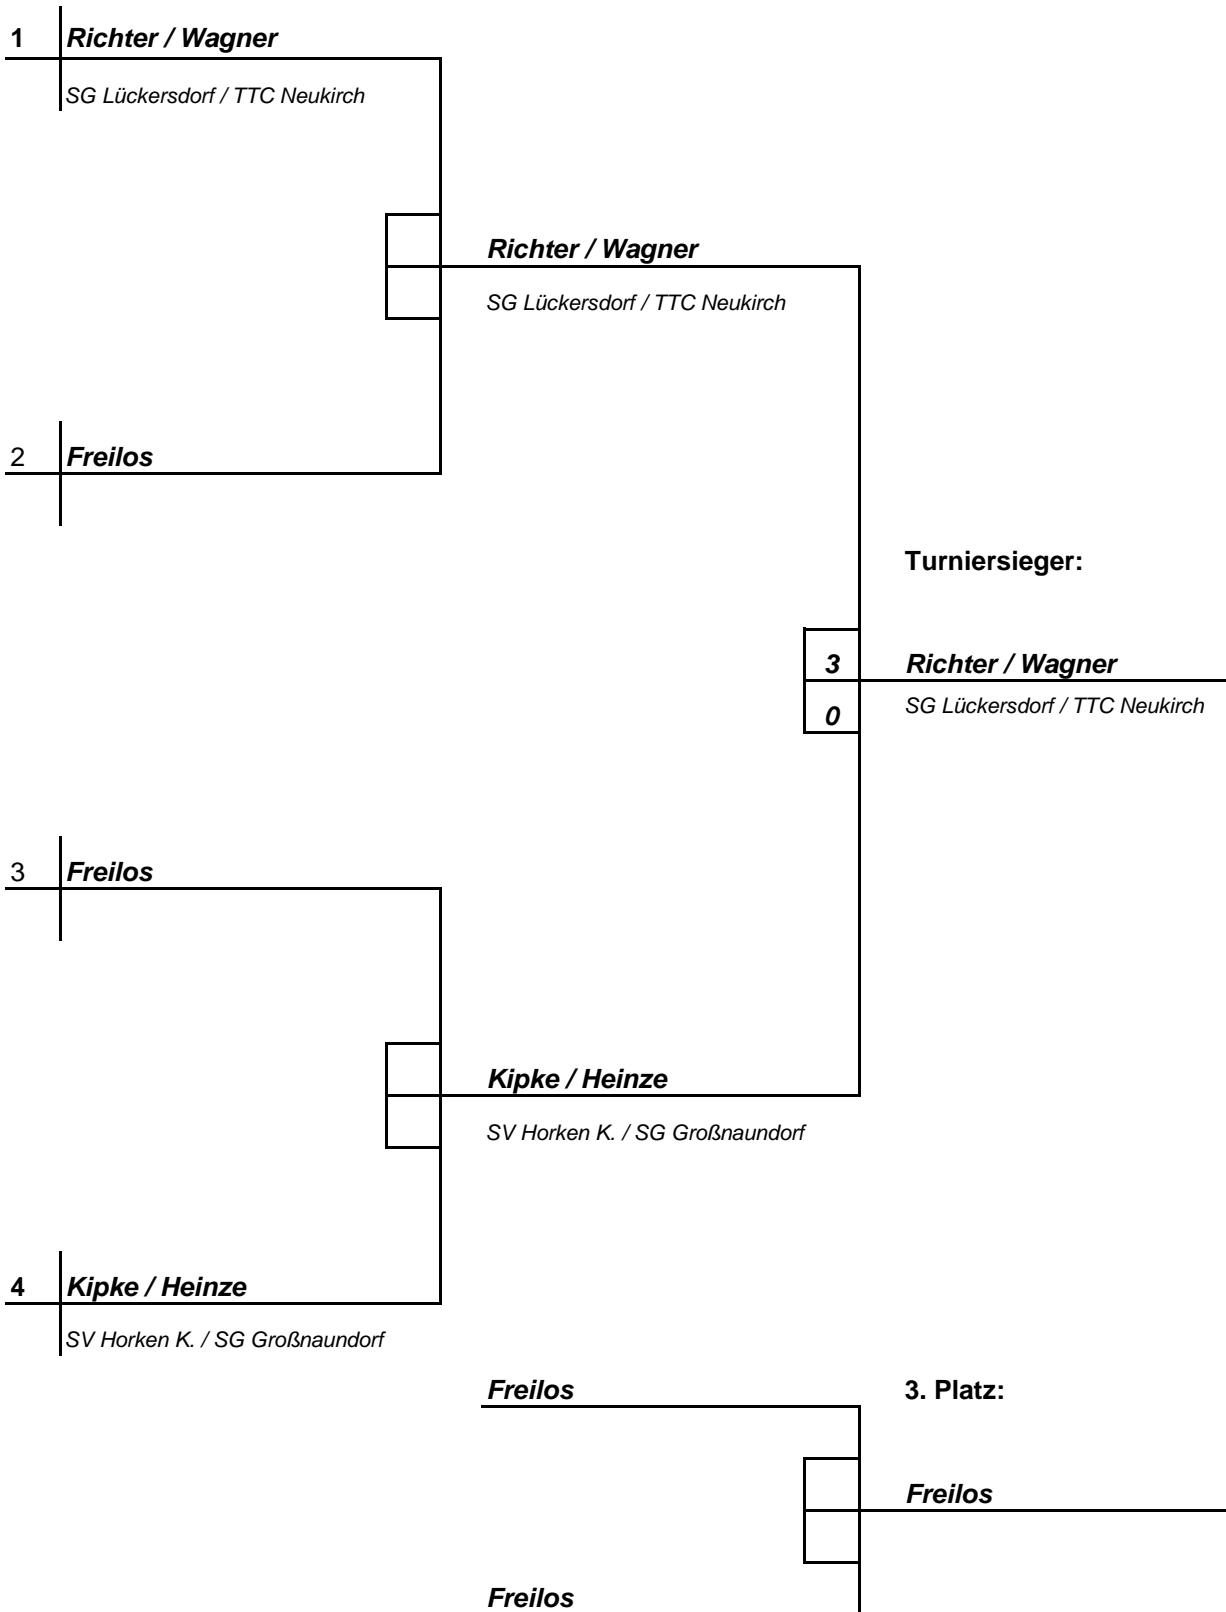 1 Richter / Wagner
SG Lückersdorf / TTC Neukirch
Richter / Wagner
SG Lückersdorf / TTC Neukirch
2 Freilos
Turniersieger:
3 Richter / Wagner
0 SG Lückersdorf / TTC Neukirch
3 Freilos
Kipke / Heinze
SV Horken K. / SG Großnaundorf
4 Kipke / Heinze
SV Horken K. / SG Großnaundorf
Freilos 3. Platz:
Freilos
Freilos